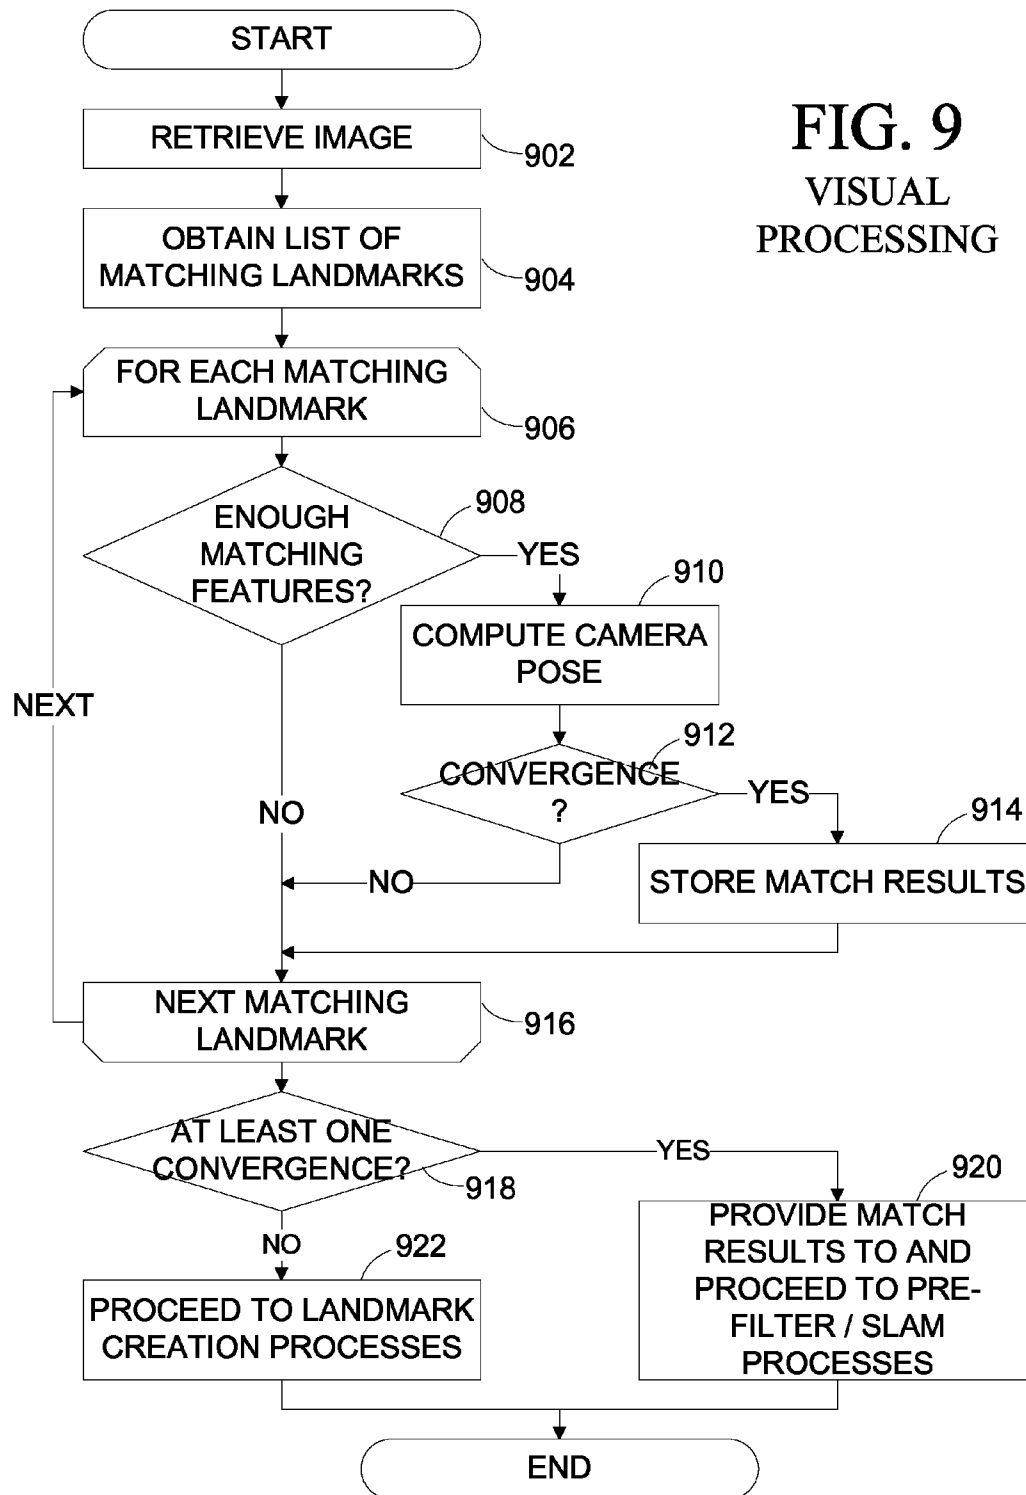 START
RETRIEVE IMAGE
902
FIG. 9
VISUAL
PROCESSING
OBTAIN LIST OF
MATCHING LANDMARKS
904
FOR EACH MATCHING
LANDMARK
906
908
ENOUGH
MATCHING
FEATURES?
YES
910
COMPUTE CAMERA
POSE
NEXT
912
CONVERGENCE
?
YES
NO
914
STORE MATCH RESULTS
NO
NEXT MATCHING
LANDMARK
916
AT LEAST ONE
CONVERGENCE?
918
YES
920
PROVIDE MATCH
RESULTS TO AND
PROCEED TO PRE-
FILTER / SLAM
PROCESSES
NO
922
PROCEED TO LANDMARK
CREATION PROCESSES
END